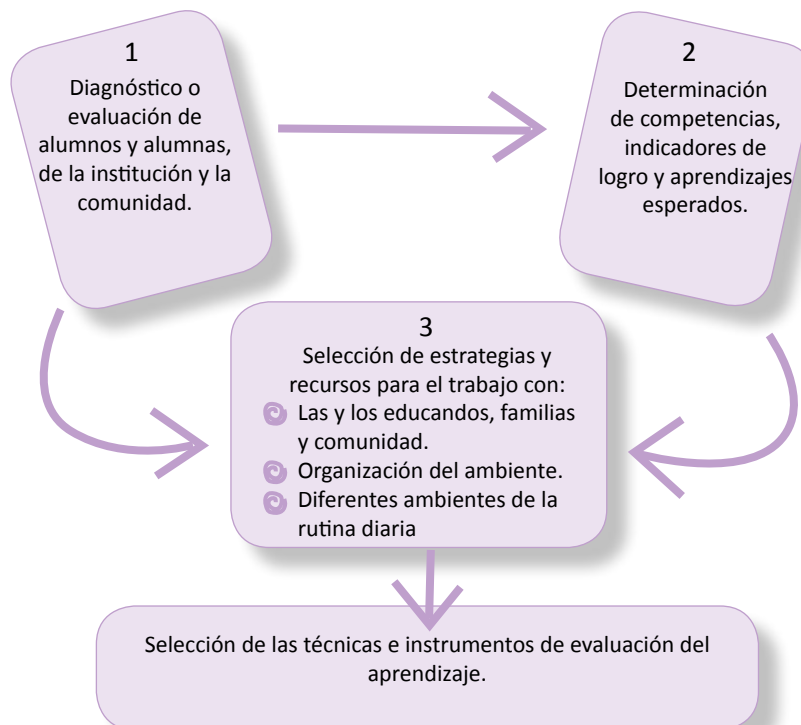 1
Diagnóstico o
evaluación de
alumnos y alumnas,
de la institución y la
comunidad.
2
Determinación
de competencias,
indicadores de
logro y aprendizajes
esperados.
3
Selección de estrategias y
recursos para el trabajo con:
Las y los educandos, familias
y comunidad.
Organización del ambiente.
Diferentes ambientes de la
rutina diaria
Selección de las técnicas e instrumentos de evaluación del
aprendizaje.